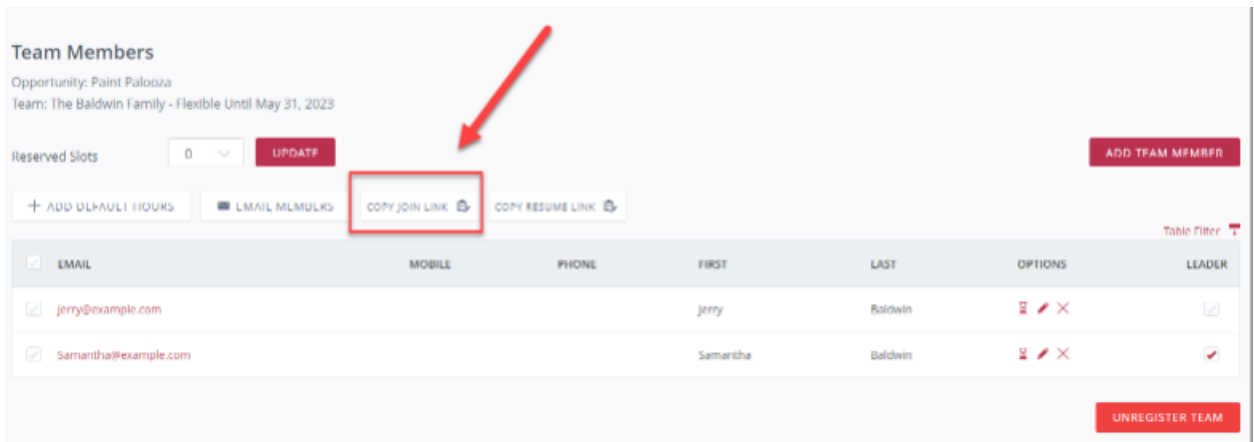 Team Members
Opportunity: Paint Palooza
Team: The Baldwin Family - Flexible Until May 31, 2023
Reserved Slots 0 UPDATE ADD TEAM MEMBER
+ ADD DEFAULT HOURS EMAIL MEMBERS COPY JOIN LINK COPY RESUME LINK
Table Filter
EMAIL MOBILE PHONE FIRST LAST OPTIONS LEADER
jerry@example.com Jerry Baldwin
Samantha@example.com Samantha Baldwin
UNREGISTER TEAM